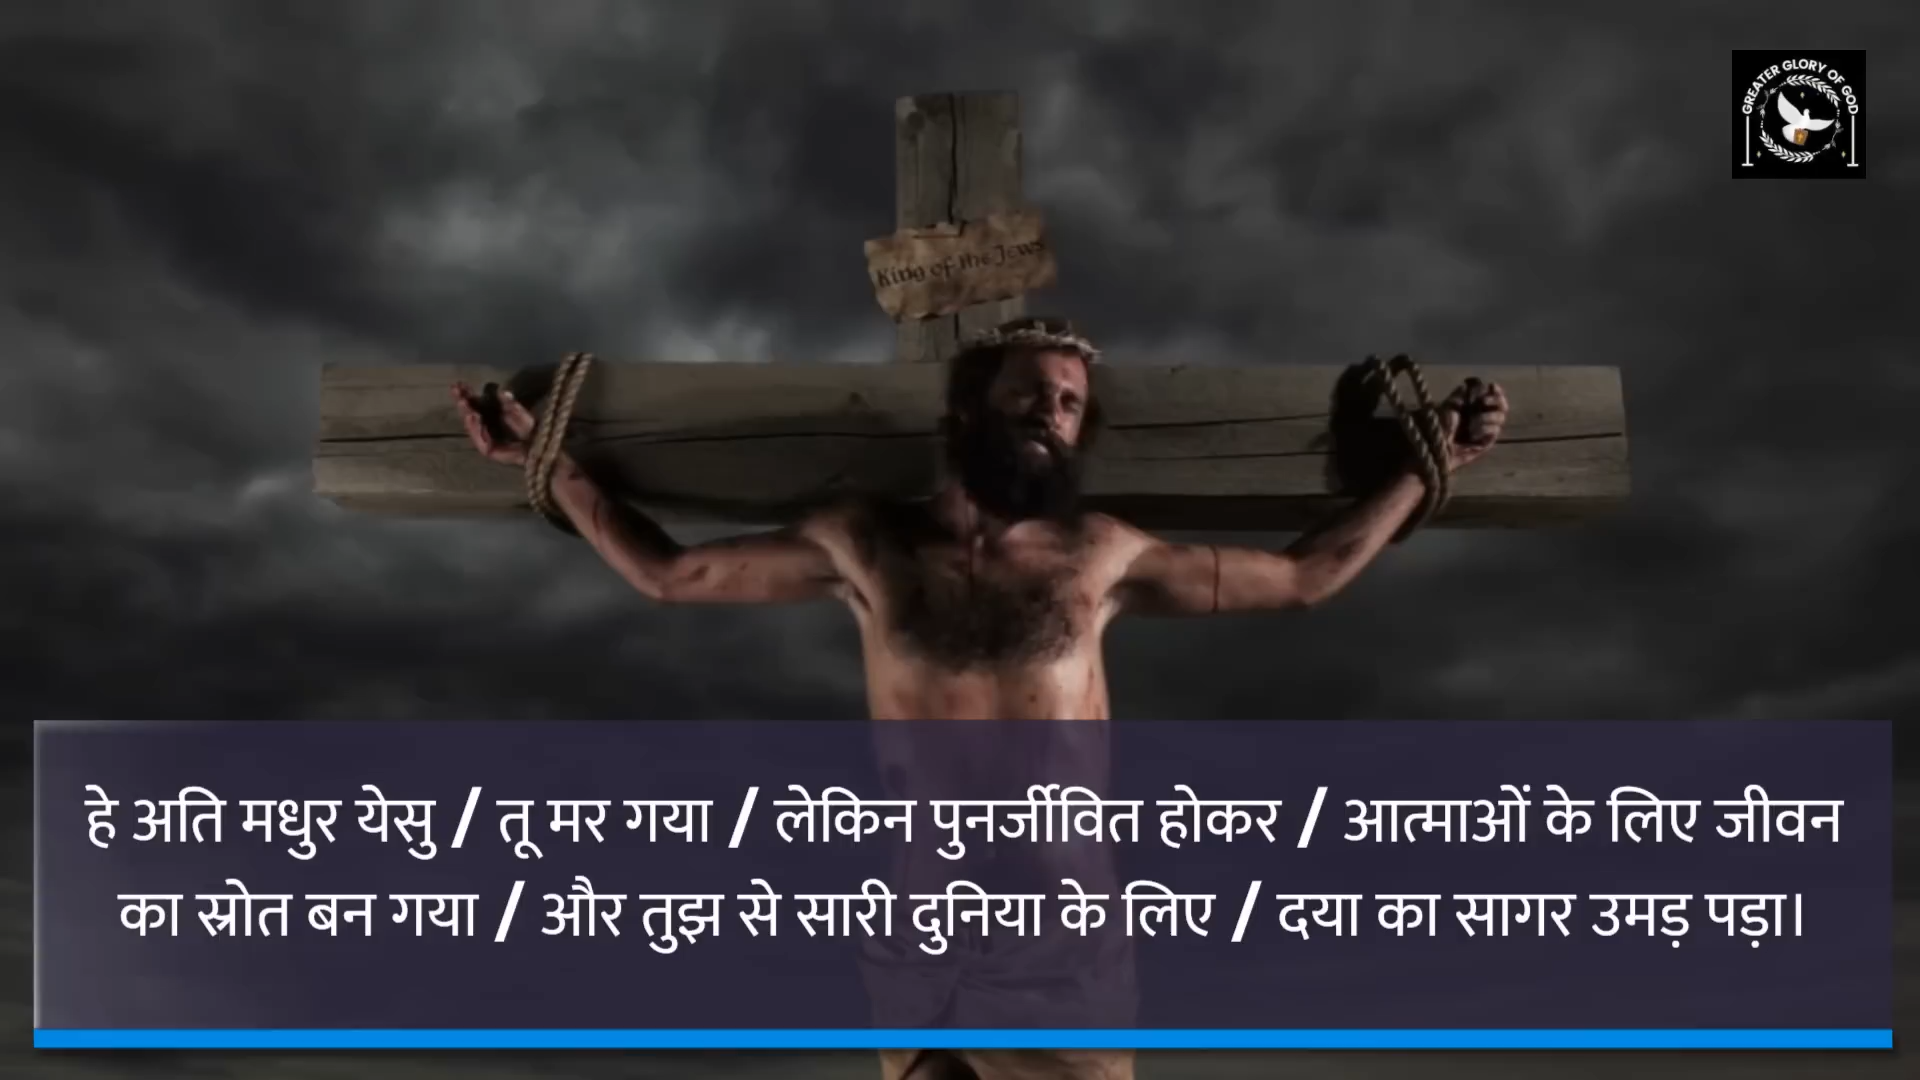 GREATER GLORY OF GOD
King of the Jews
हे अति मधुर येसु / तू मर गया / लेकिन पुनर्जीवित होकर / आत्माओं के लिए जीवन
का स्रोत बन गया / और तुझ से सारी दुनिया के लिए / दया का सागर उमड़ पड़ा।